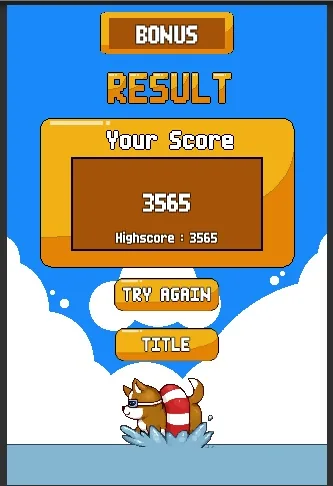 BONUS
RESULT
Your Score
3565
Highscore : 3565
TRY AGAIN
TITLE